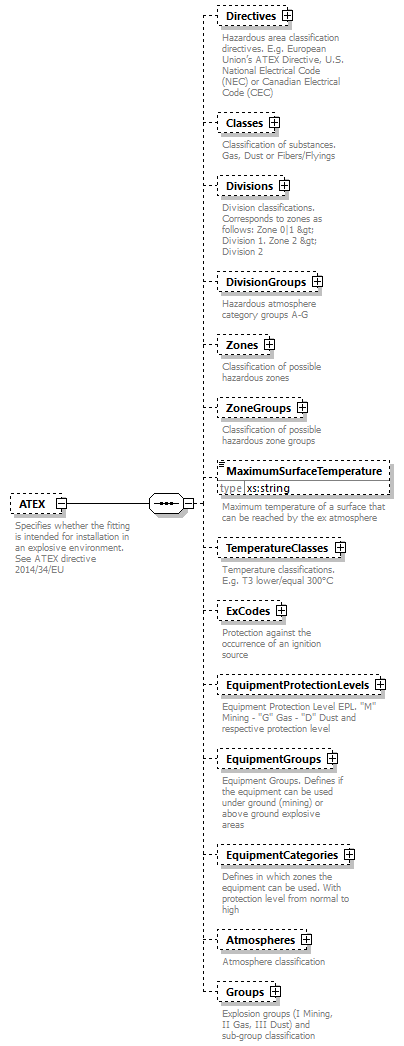 Directives
Hazardous area classification
directives. E.g. European
Union's ATEX Directive, U.S.
National Electrical Code
(NEC) or Canadian Electrical
Code (CEC)
Classes
Classification of substances.
Gas, Dust or Fibers/Flyings
Divisions
Division classifications.
Corresponds to zones as
follows: Zone 0|1 &gt;
Division 1. Zone 2 &gt;
Division 2
DivisionGroups
Hazardous atmosphere
category groups A-G
Zones
Classification of possible
hazardous zones
ZoneGroups
Classification of possible
hazardous zone groups
MaximumSurfaceTemperature
type xs:string
Maximum temperature of a surface that
can be reached by the ex atmosphere
ATEX
Specifies whether the fitting
is intended for installation in
an explosive environment.
See ATEX directive
2014/34/EU
TemperatureClasses
Temperature classifications.
E.g. T3 lower/equal 300°C
ExCodes
Protection against the
occurrence of an ignition
source
EquipmentProtectionLevels
Equipment Protection Level EPL. "M"
Mining - "G" Gas - "D" Dust and
respective protection level
EquipmentGroups
Equipment Groups. Defines if
the equipment can be used
under ground (mining) or
above ground explosive
areas
EquipmentCategories
Defines in which zones the
equipment can be used. With
protection level from normal to
high
Atmospheres
Atmosphere classification
Groups
Explosion groups (I Mining,
II Gas, III Dust) and
sub-group classification